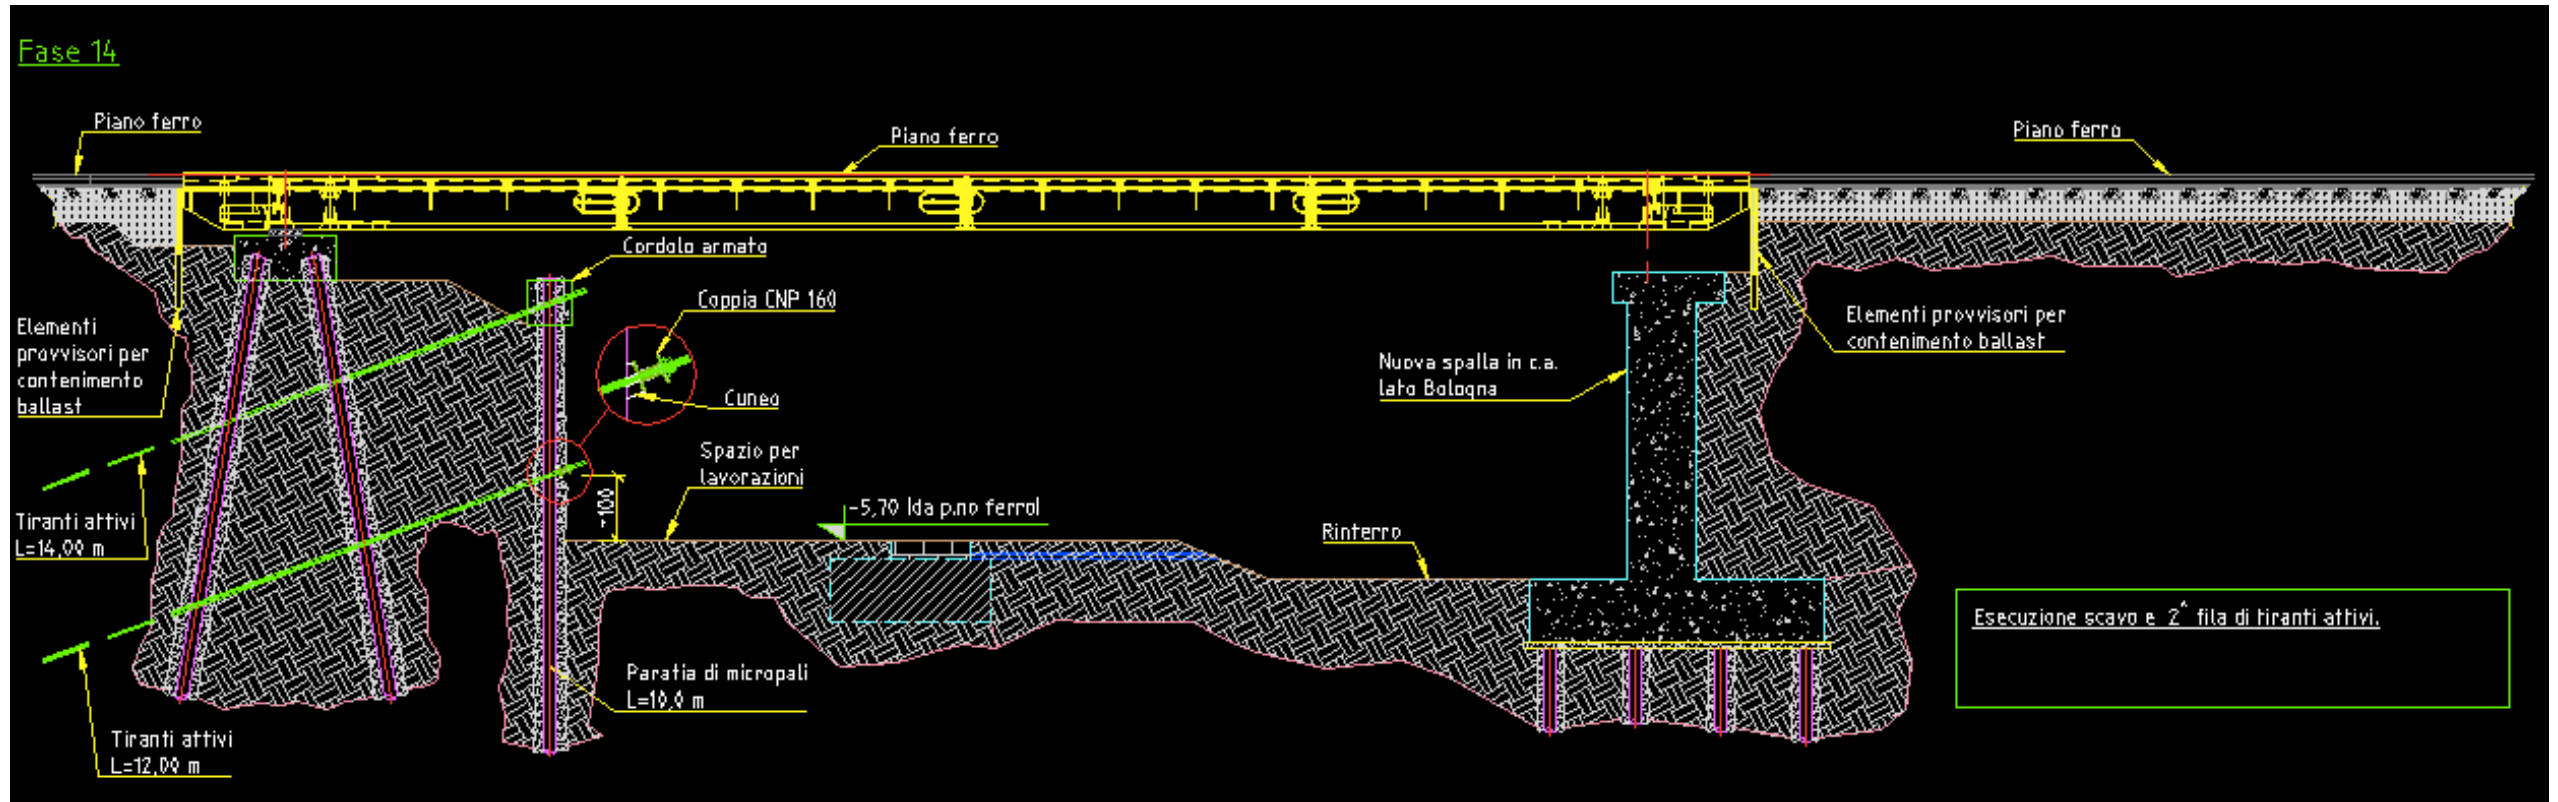 Fase 14
Piano ferro
Piano ferro
Piano ferro
Cordolo armato
Coppia CNP 160
Elementi
provvisori per
contenimento
ballast
Elementi provvisori per
contenimento ballast
Nuova spalla in c.a.
lato Bologna
Cuneo
Spazio per
lavorazioni
~100
-5,70 (da p.no ferro)
Tiranti attivi
L=14,00 m
Rinterro
Esecuzione scavo e 2^ fila di tiranti attivi.
Paratia di micropali
L=10,0 m
Tiranti attivi
L=12,00 m